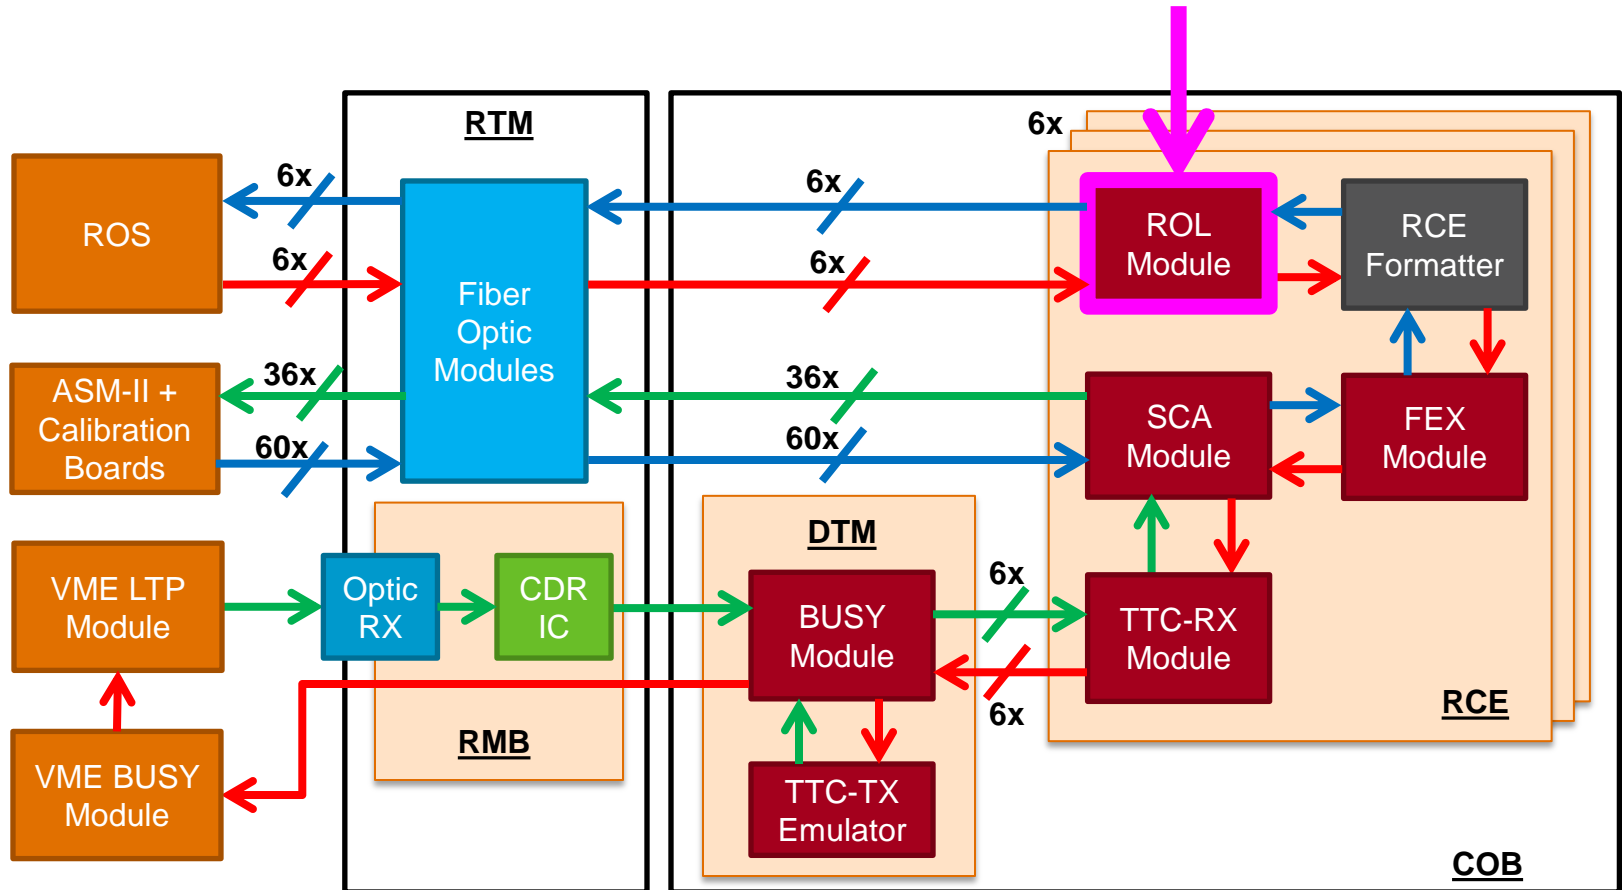 RTM
6x
ROS
6x
6x
ROL
Module
RCE
Formatter
6x
6x
Fiber
Optic
Modules
ASM-II +
Calibration
Boards
36x
36x
60x
60x
SCA
Module
FEX
Module
DTM
VME LTP
Module
Optic
RX
CDR
IC
BUSY
Module
6x
6x
TTC-RX
Module
RCE
RMB
VME BUSY
Module
TTC-TX
Emulator
COB